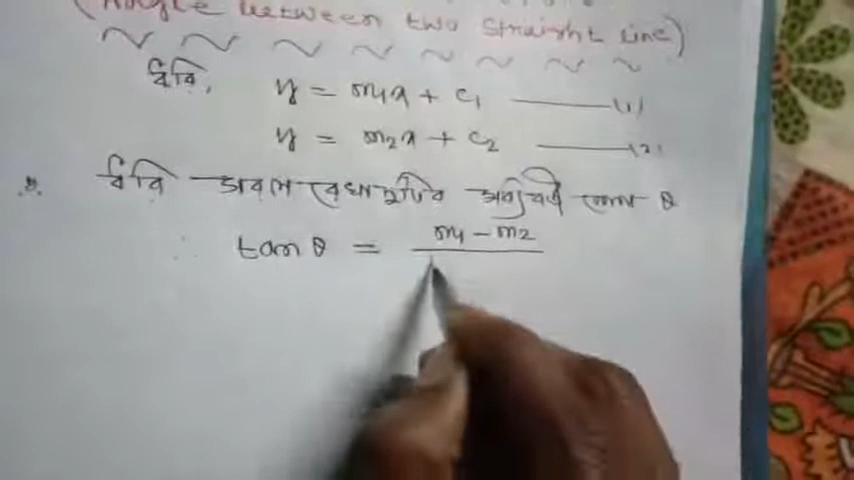 (Angle between two straight line)
ধরি, y = m₁x + c₁ ——— (1)
y = m₂x + c₂ ——— (2)
ধরি সরল রেখাদ্বয়ের অন্তর্গত কোণ θ
∴ tan θ = m₁ - m₂